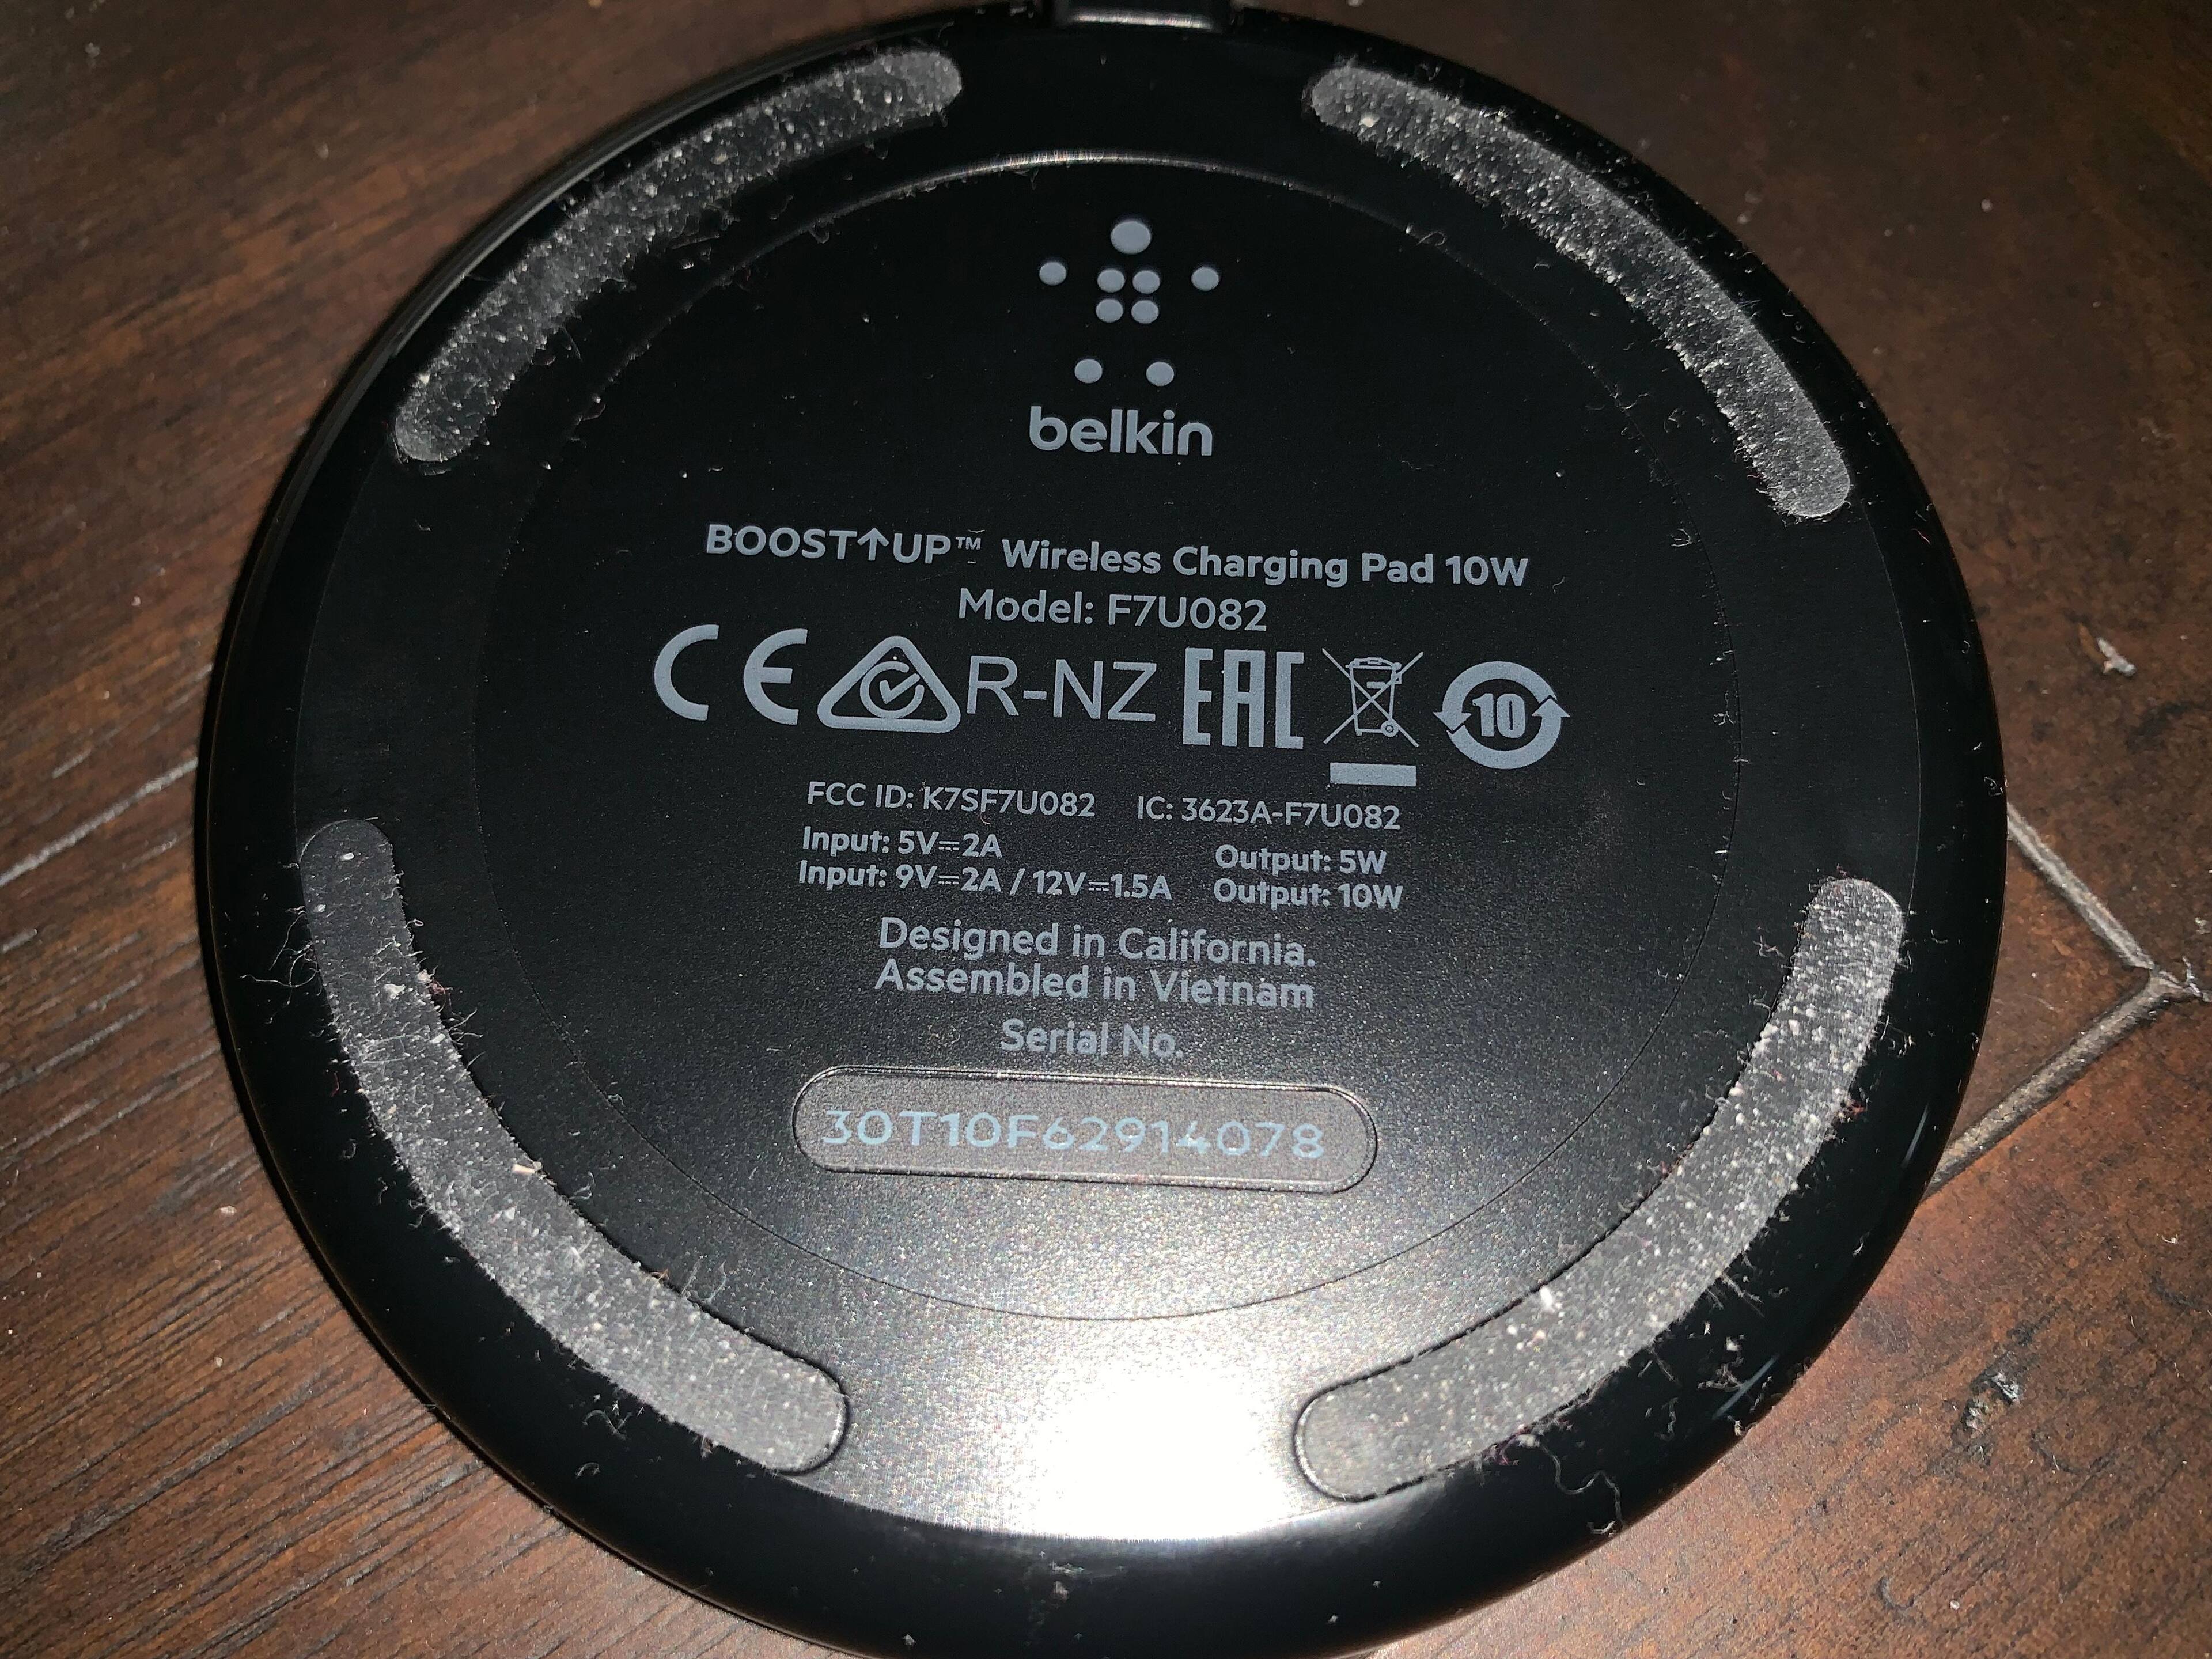 belkin
BOOST↑UP™ Wireless Charging Pad 10W
Model: F7U082
CE R-NZ EAC 10
FCC ID: K7SF7U082 IC: 3623A-F7U082
Input: 5V⎓2A Output: 5W
Input: 9V⎓2A / 12V⎓1.5A Output: 10W
Designed in California.
Assembled in Vietnam
Serial No.
30T10F62914078